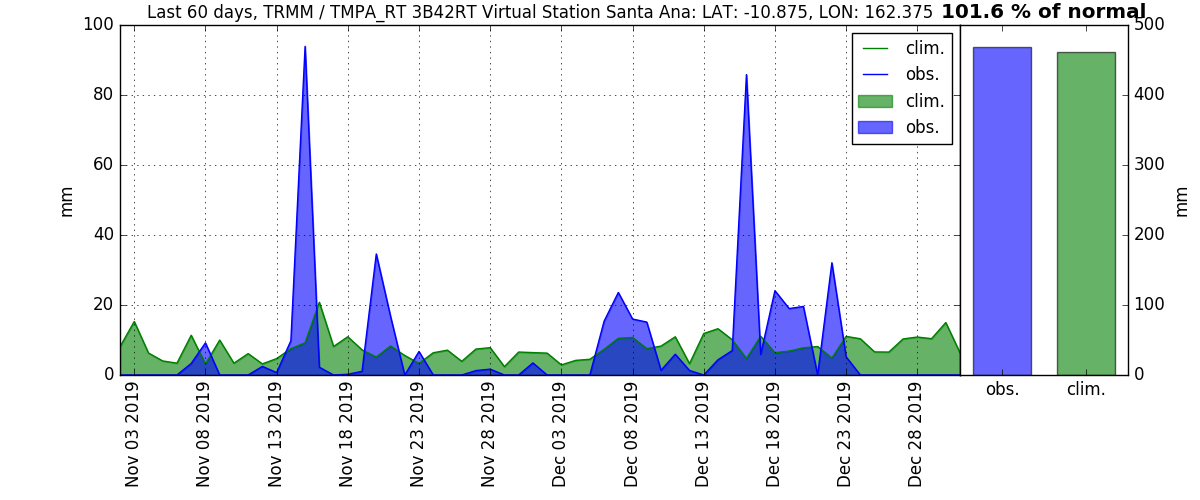 Last 60 days, TRMM / TMPA_RT 3B42RT Virtual Station Santa Ana: LAT: -10.875, LON: 162.375 101.6 % of normal
100
80
60
40
20
0
mm
clim.
obs.
clim.
obs.
500
400
300
200
100
0
mm
obs.
clim.
Nov 03 2019
Nov 08 2019
Nov 13 2019
Nov 18 2019
Nov 23 2019
Nov 28 2019
Dec 03 2019
Dec 08 2019
Dec 13 2019
Dec 18 2019
Dec 23 2019
Dec 28 2019